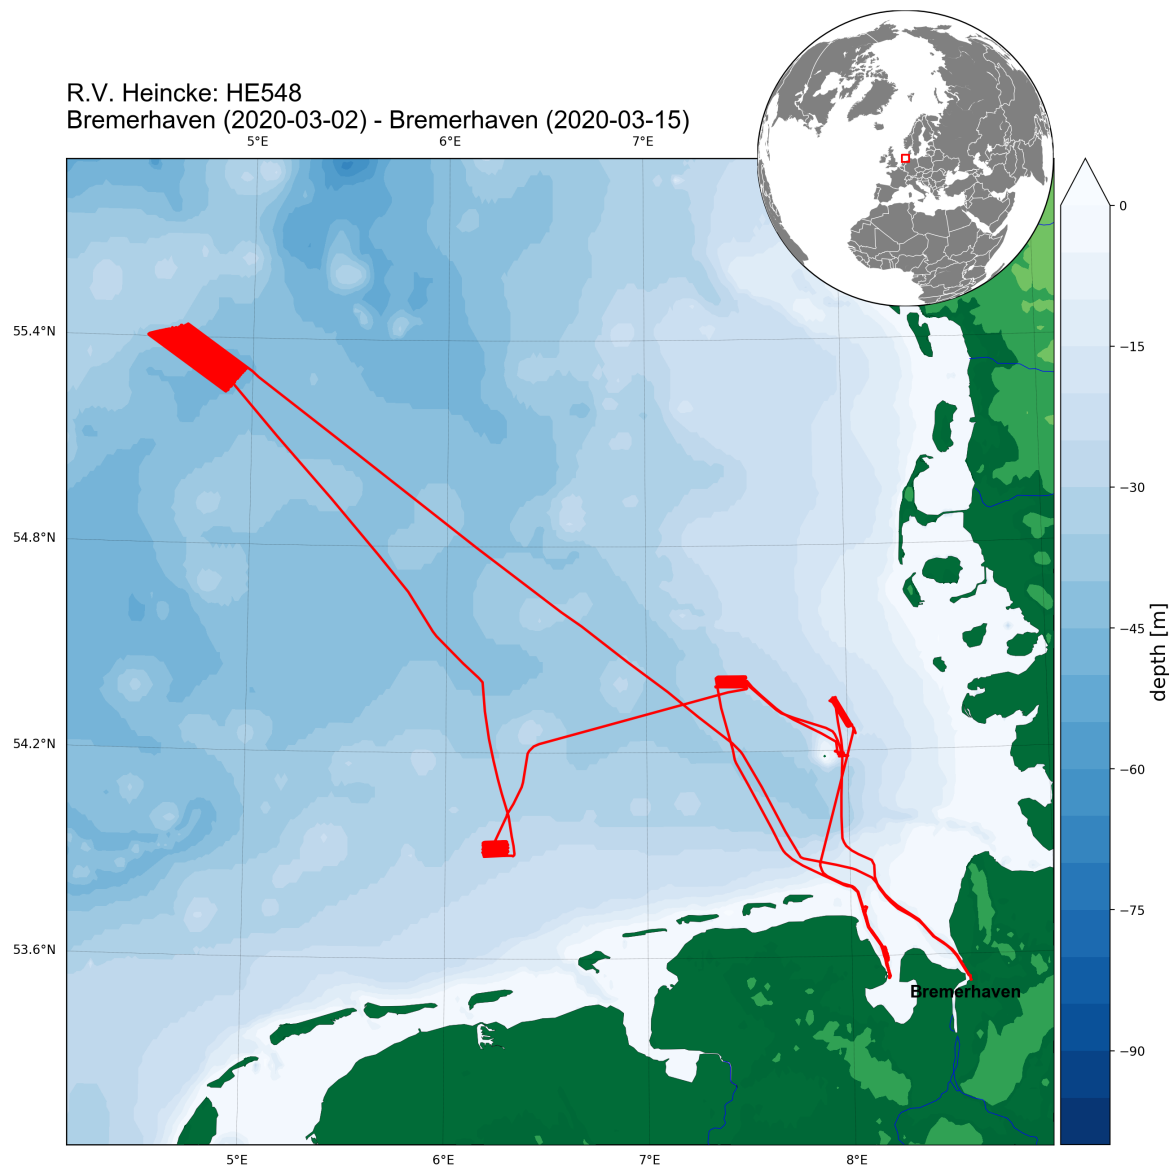 R.V. Heincke: HE548
Bremerhaven (2020-03-02) - Bremerhaven (2020-03-15)
5°E 6°E 7°E
55.4°N
54.8°N
54.2°N
53.6°N
Bremerhaven
5°E 6°E 7°E 8°E
0
−15
−30
−45
−60
−75
−90
depth [m]